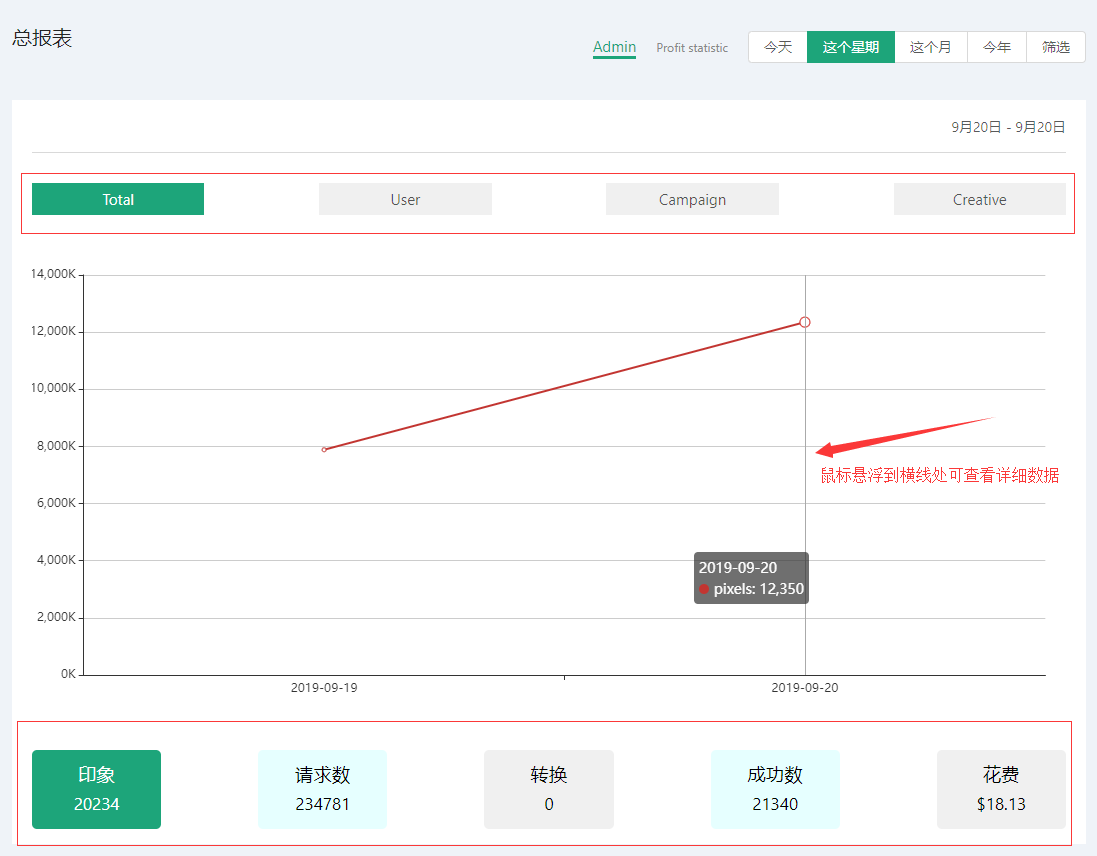 总报表
Admin
Profit statistic
今天
这个星期
这个月
今年
筛选
9月20日 - 9月20日
Total
User
Campaign
Creative
14,000K
12,000K
10,000K
8,000K
鼠标悬浮到横线处可查看详细数据
6,000K
4,000K
2019-09-20
pixels: 12,350
2,000K
0K
2019-09-19
2019-09-20
印象
20234
请求数
234781
转换
0
成功数
21340
花费
$18.13